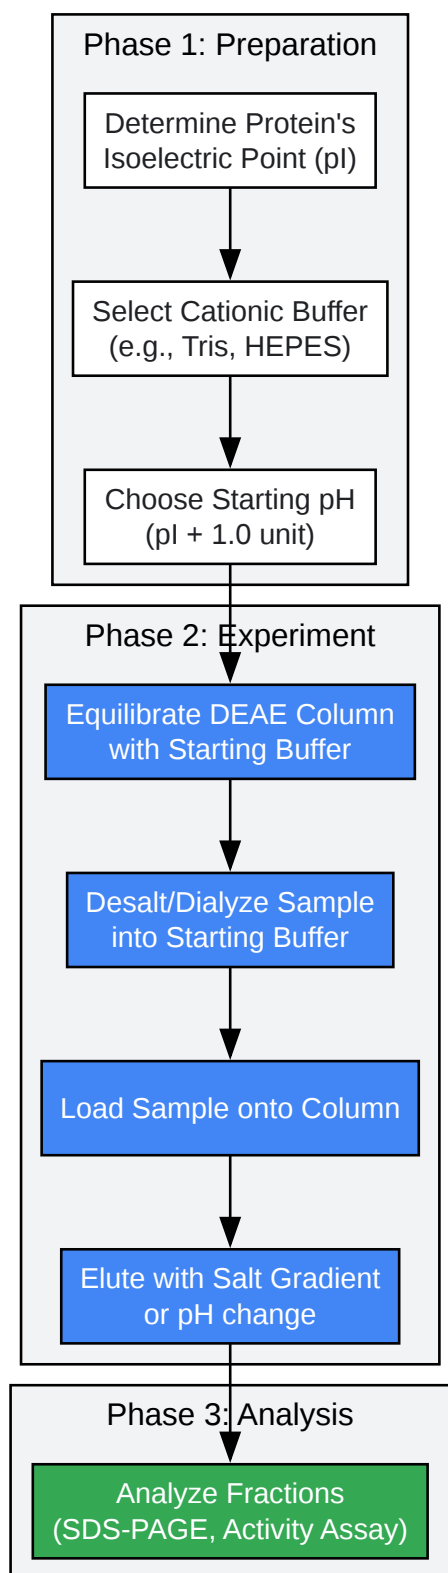 Phase 1: Preparation
Determine Protein's
Isoelectric Point (pI)
Select Cationic Buffer
(e.g., Tris, HEPES)
Choose Starting pH
(pI + 1.0 unit)
Phase 2: Experiment
Equilibrate DEAE Column
with Starting Buffer
Desalt/Dialyze Sample
into Starting Buffer
Load Sample onto Column
Elute with Salt Gradient
or pH change
Phase 3: Analysis
Analyze Fractions
(SDS-PAGE, Activity Assay)